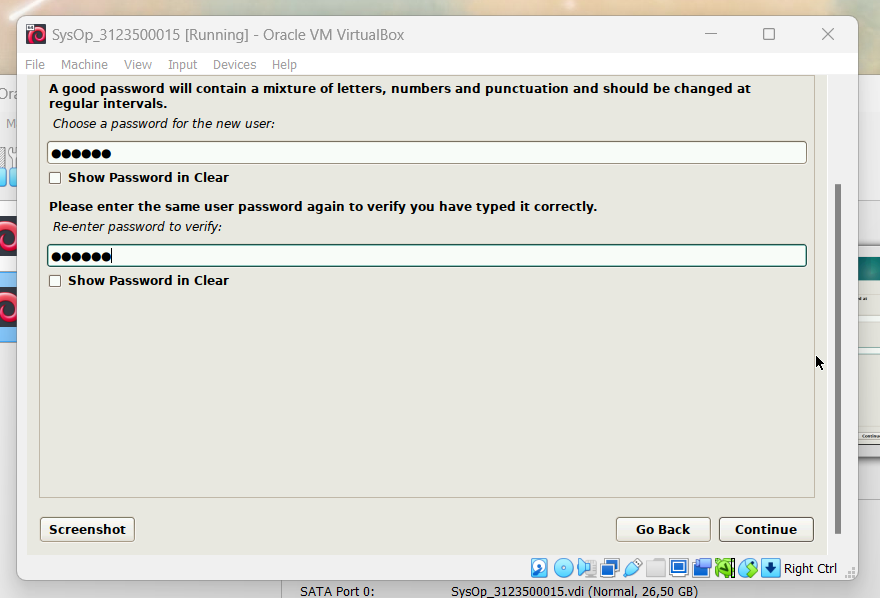 SysOp_3123500015 [Running] - Oracle VM VirtualBox
File Machine View Input Devices Help
A good password will contain a mixture of letters, numbers and punctuation and should be changed at
regular intervals.
Choose a password for the new user:
●●●●●●
Show Password in Clear
Please enter the same user password again to verify you have typed it correctly.
Re-enter password to verify:
●●●●●●
Show Password in Clear
Screenshot Go Back Continue
Right Ctrl
SATA Port 0: SysOp_3123500015.vdi (Normal, 26,50 GB)